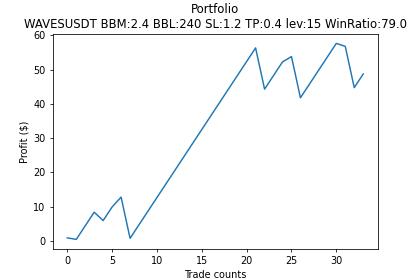 Portfolio
WAVESUSDT BBM:2.4 BBL:240 SL:1.2 TP:0.4 lev:15 WinRatio:79.0
60
50
40
30
20
10
0
Profit ($)
0 5 10 15 20 25 30
Trade counts